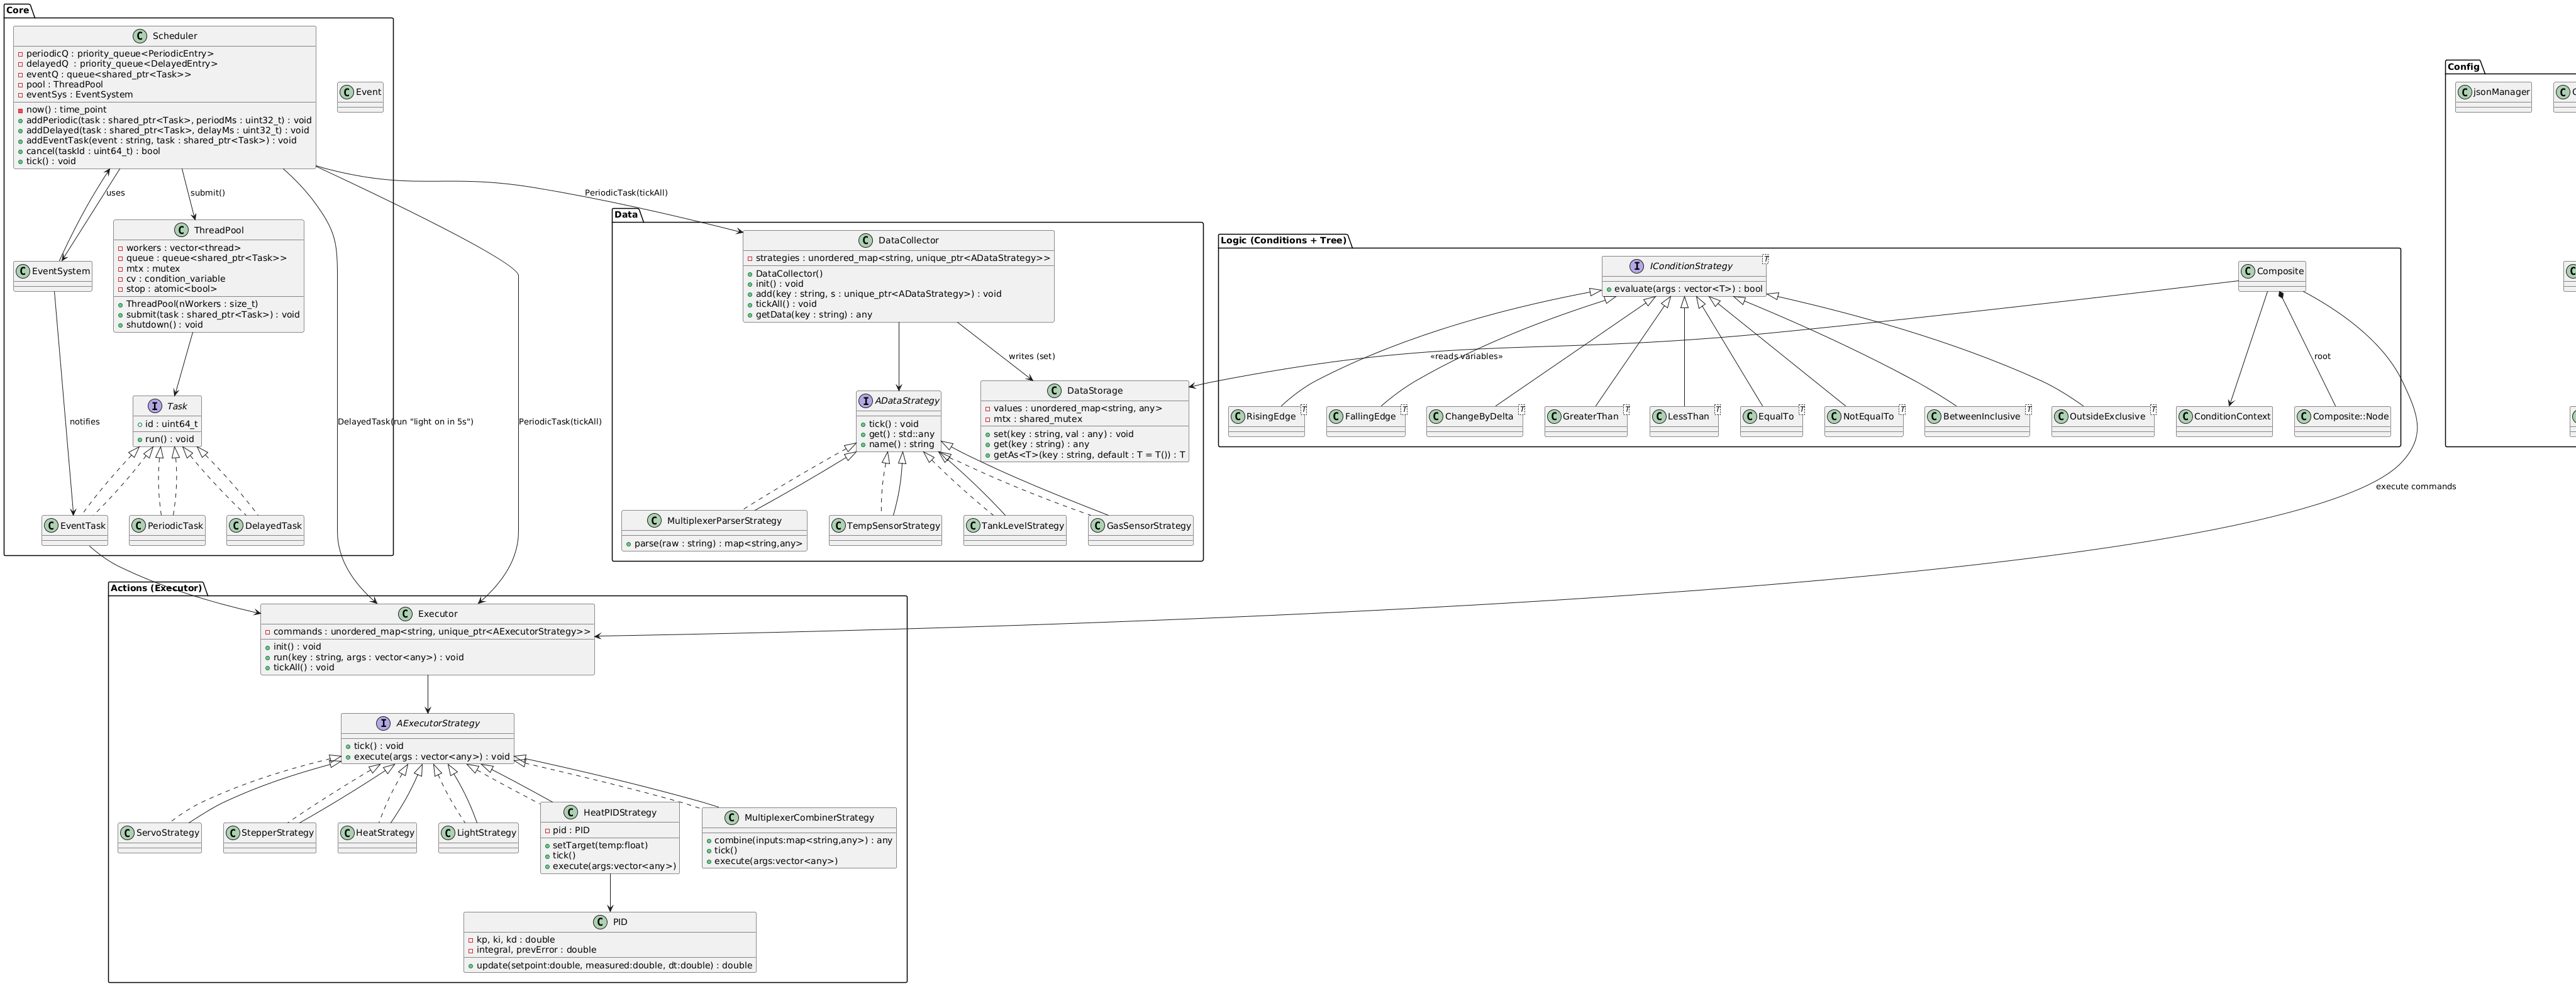 Core
Scheduler
periodicQ : priority_queue<PeriodicEntry>
delayedQ : priority_queue<DelayedEntry>
eventQ : queue<shared_ptr<Task>>
pool : ThreadPool
eventSys : EventSystem
now() : time_point
addPeriodic(task : shared_ptr<Task>, periodMs : uint32_t) : void
addDelayed(task : shared_ptr<Task>, delayMs : uint32_t) : void
addEventTask(event : string, task : shared_ptr<Task>) : void
cancel(taskId : uint64_t) : bool
tick() : void
Event
uses
submit()
ThreadPool
workers : vector<thread>
queue : queue<shared_ptr<Task>>
mtx : mutex
cv : condition_variable
stop : atomic<bool>
ThreadPool(nWorkers : size_t)
submit(task : shared_ptr<Task>) : void
shutdown() : void
EventSystem
Task
id : uint64_t
run() : void
notifies
DelayedTask(run "light on in 5s")
PeriodicTask(tickAll)
EventTask
PeriodicTask
DelayedTask
PeriodicTask(tickAll)
Data
DataCollector
strategies : unordered_map<string, unique_ptr<ADataStrategy>>
DataCollector()
init() : void
add(key : string, s : unique_ptr<ADataStrategy>) : void
tickAll() : void
getData(key : string) : any
writes (set)
ADataStrategy
tick() : void
get() : std::any
name() : string
DataStorage
values : unordered_map<string, any>
mtx : shared_mutex
set(key : string, val : any) : void
get(key : string) : any
getAs<T>(key : string, default : T = T()) : T
MultiplexerParserStrategy
parse(raw : string) : map<string,any>
TempSensorStrategy
TankLevelStrategy
GasSensorStrategy
Logic (Conditions + Tree)
IConditionStrategy
T
evaluate(args : vector<T>) : bool
Composite
«reads variables»
root
RisingEdge
T
FallingEdge
T
ChangeByDelta
T
GreaterThan
T
LessThan
T
EqualTo
T
NotEqualTo
T
BetweenInclusive
T
OutsideExclusive
T
ConditionContext
Composite::Node
execute commands
Config
jsonManager
Actions (Executor)
Executor
commands : unordered_map<string, unique_ptr<AExecutorStrategy>>
init() : void
run(key : string, args : vector<any>) : void
tickAll() : void
AExecutorStrategy
tick() : void
execute(args : vector<any>) : void
ServoStrategy
StepperStrategy
HeatStrategy
LightStrategy
HeatPIDStrategy
pid : PID
setTarget(temp:float)
tick()
execute(args:vector<any>)
MultiplexerCombinerStrategy
combine(inputs:map<string,any>) : any
tick()
execute(args:vector<any>)
PID
kp, ki, kd : double
integral, prevError : double
update(setpoint:double, measured:double, dt:double) : double